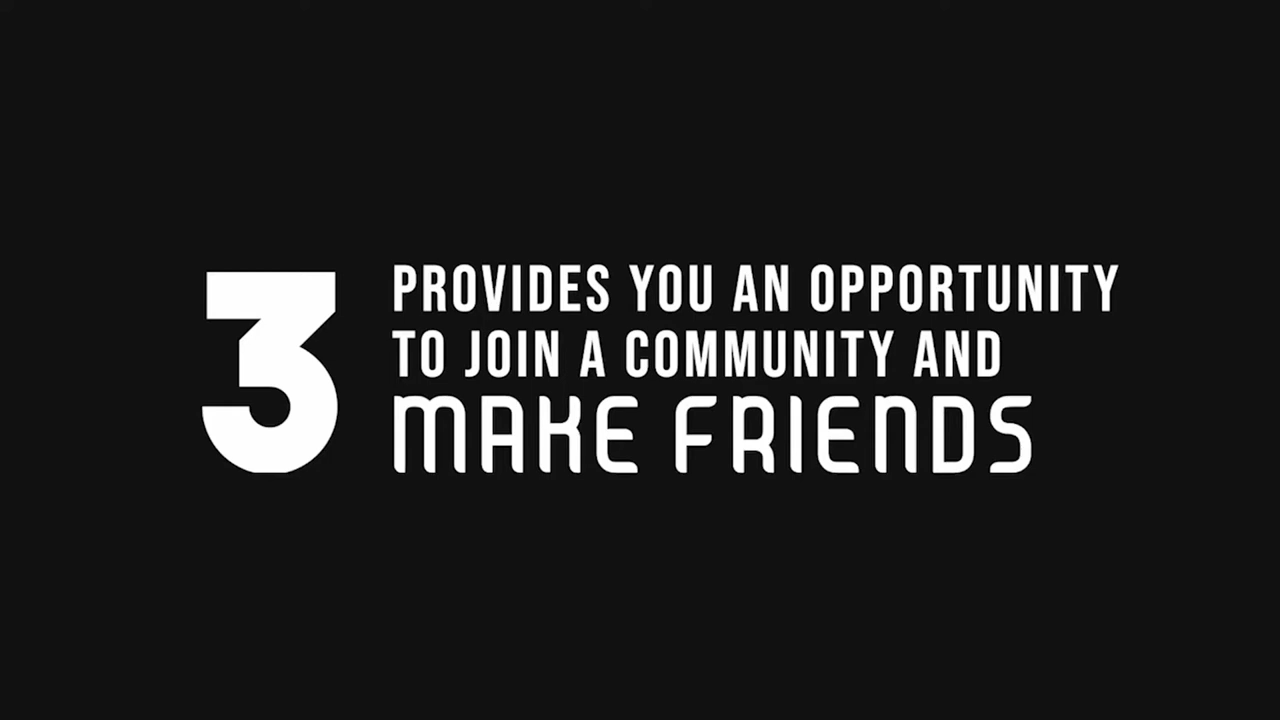 3
PROVIDES YOU AN OPPORTUNITY
TO JOIN A COMMUNITY AND
MAKE FRIENDS